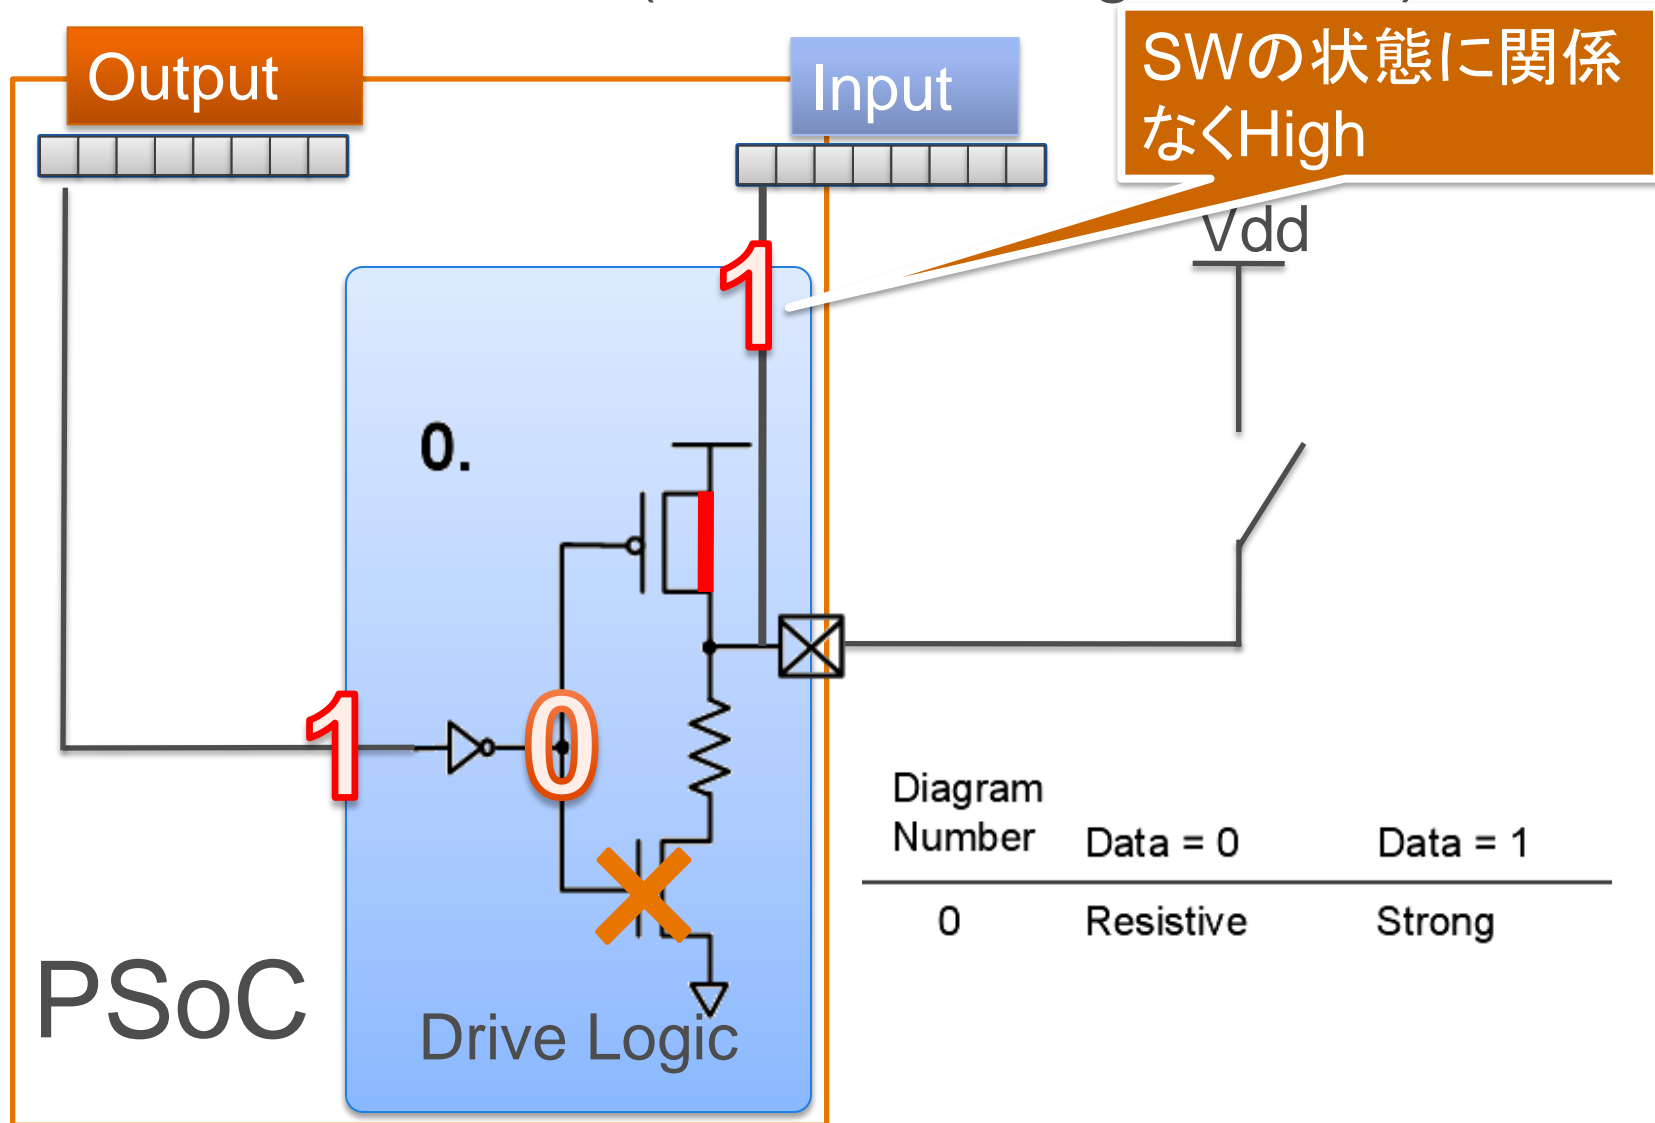 Output
Input
SWの状態に関係
なくHigh
Vdd
1
0.
1
0
Diagram
Number Data = 0 Data = 1
0 Resistive Strong
PSoC
Drive Logic